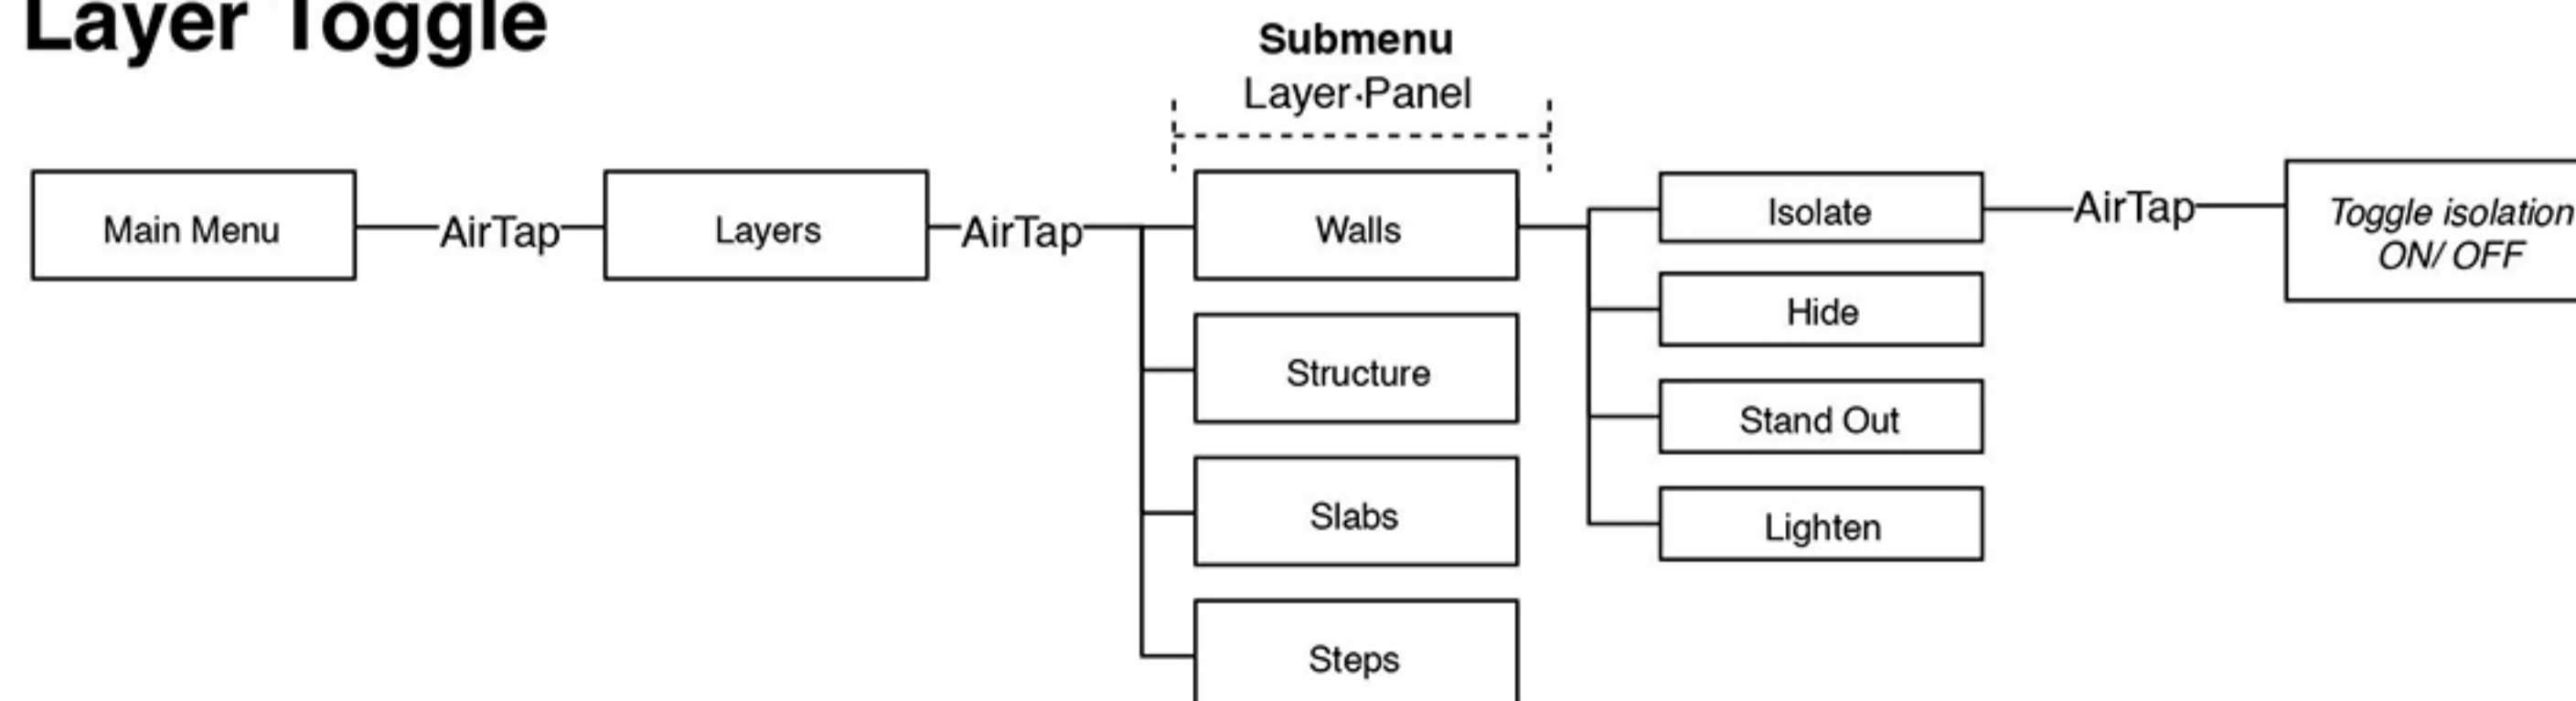 Layer Toggle
Submenu
Layer Panel
Main Menu
AirTap
Layers
AirTap
Walls
Structure
Slabs
Steps
Isolate
Hide
Stand Out
Lighten
AirTap
Toggle isolation
ON/ OFF